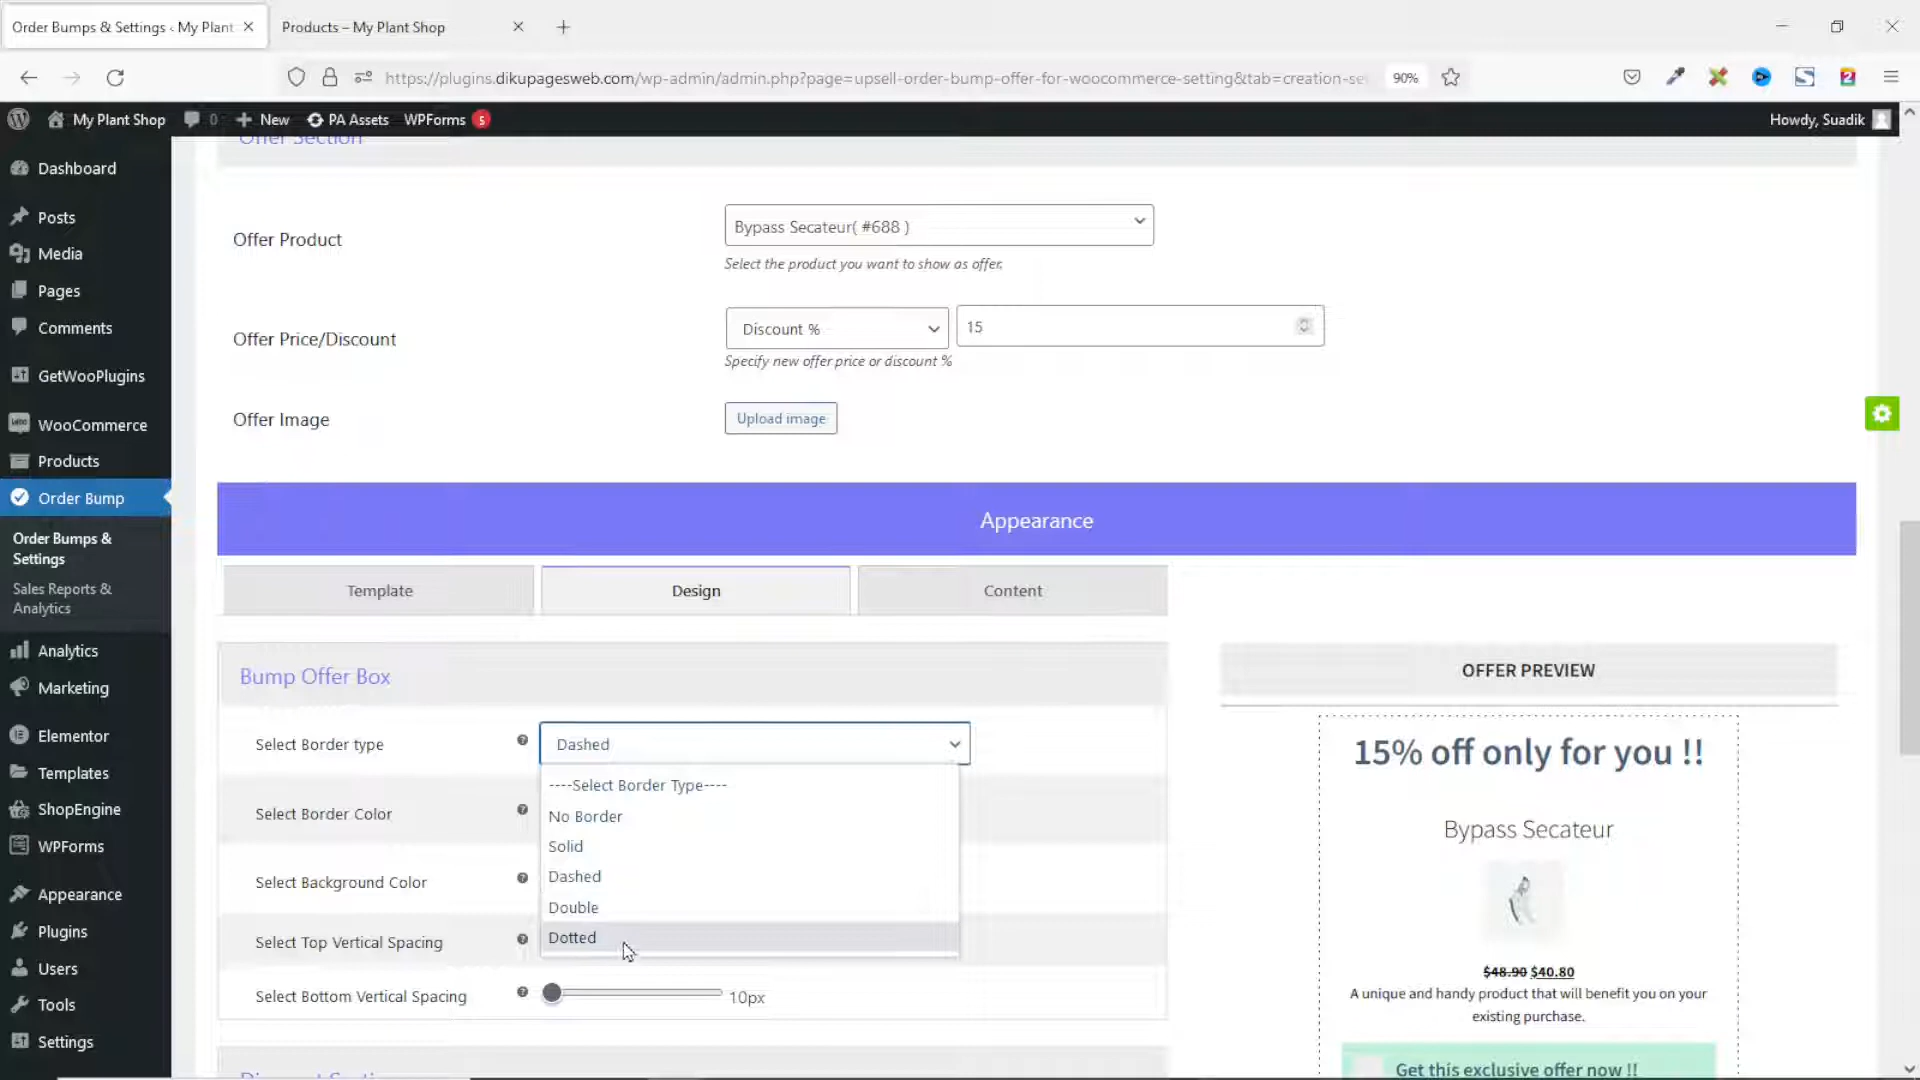 Order Bumps & Settings ‹ My Plant
Products – My Plant Shop
https://plugins.dikupagesweb.com/wp-admin/admin.php?page=upsell-order-bump-offer-for-woocommerce-setting&tab=creation-se
90%
My Plant Shop
0
New
PA Assets
WPForms 5
Howdy, Suadik
Dashboard
Posts
Media
Pages
Comments
GetWooPlugins
WooCommerce
Products
Order Bump
Order Bumps &
Settings
Sales Reports &
Analytics
Analytics
Marketing
Elementor
Templates
ShopEngine
WPForms
Appearance
Plugins
Users
Tools
Settings
Offer Section
Offer Product
Bypass Secateur( #688 )
Select the product you want to show as offer.
Offer Price/Discount
Discount %
15
Specify new offer price or discount %
Offer Image
Upload image
Appearance
Template
Design
Content
Bump Offer Box
Select Border type
Dashed
----Select Border Type----
No Border
Solid
Dashed
Double
Dotted
Select Border Color
Select Background Color
Select Top Vertical Spacing
Select Bottom Vertical Spacing
10px
OFFER PREVIEW
15% off only for you !!
Bypass Secateur
$48.90 $40.80
A unique and handy product that will benefit you on your
existing purchase.
Get this exclusive offer now !!